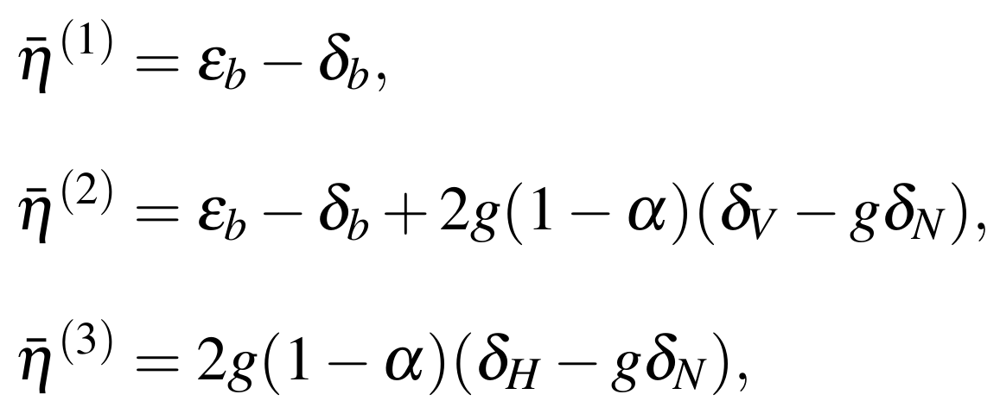 η̄⁽¹⁾ = ε_b − δ_b,
η̄⁽²⁾ = ε_b − δ_b + 2g(1 − α)(δ_V − gδ_N),
η̄⁽³⁾ = 2g(1 − α)(δ_H − gδ_N),